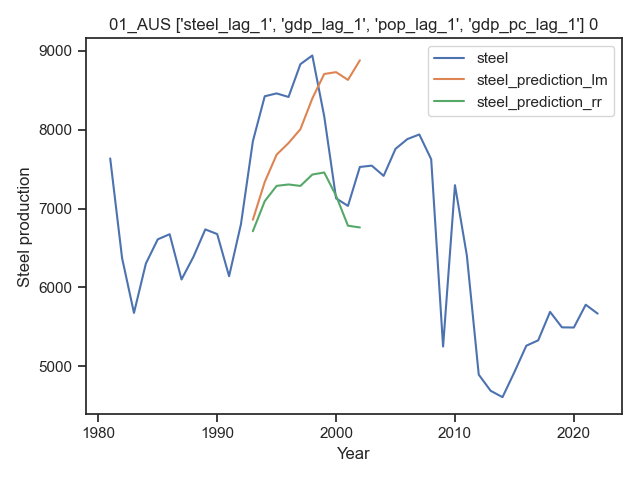 01_AUS ['steel_lag_1', 'gdp_lag_1', 'pop_lag_1', 'gdp_pc_lag_1'] 0
steel
steel_prediction_lm
steel_prediction_rr
Steel production
9000
8000
7000
6000
5000
1980 1990 2000 2010 2020
Year